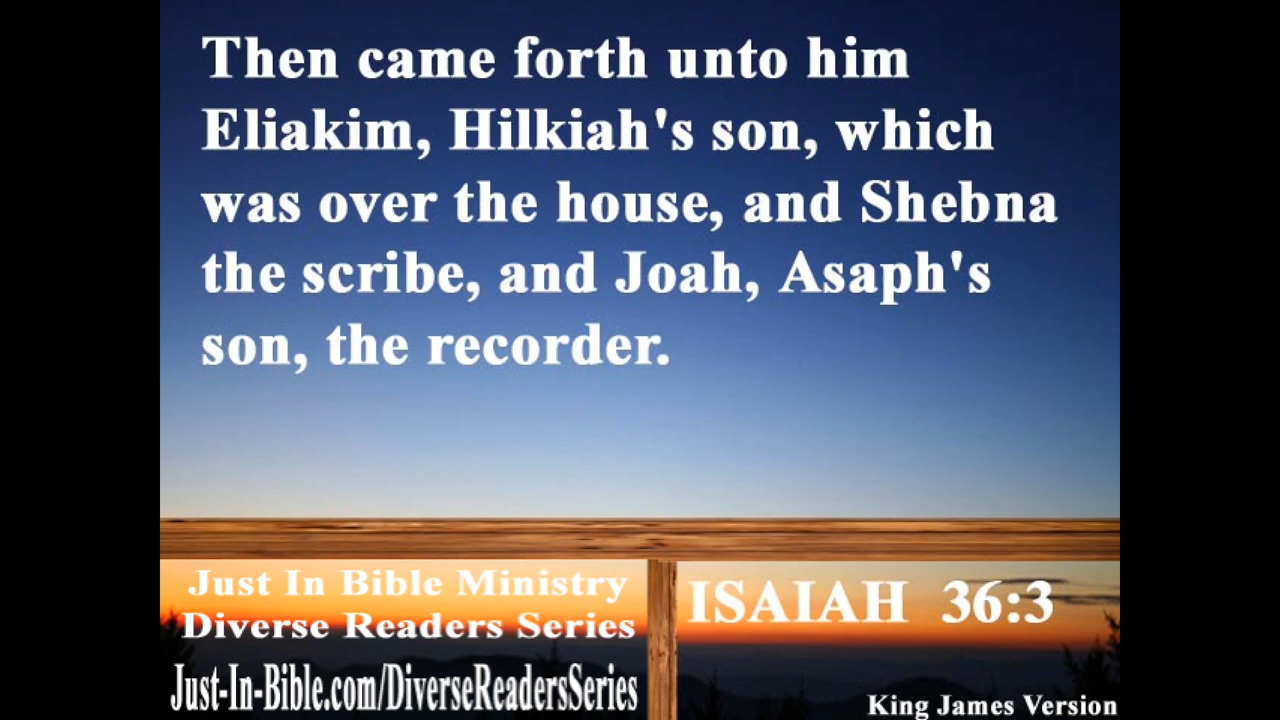 Then came forth unto him
Eliakim, Hilkiah's son, which
was over the house, and Shebna
the scribe, and Joah, Asaph's
son, the recorder.
Just In Bible Ministry
Diverse Readers Series
Just-In-Bible.com/DiverseReadersSeries
ISAIAH 36:3
King James Version